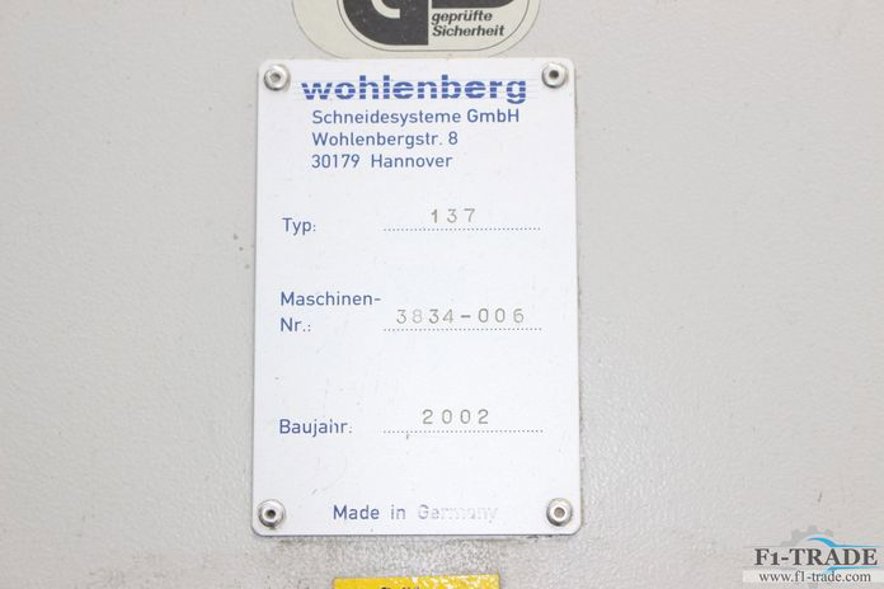 geprüfte
Sicherheit
wohlenberg
Schneidesysteme GmbH
Wohlenbergstr. 8
30179 Hannover
Typ: 137
Maschinen-
Nr.: 3834-006
Baujahr: 2002
Made in Germany
F1-TRADE
www.f1-trade.com